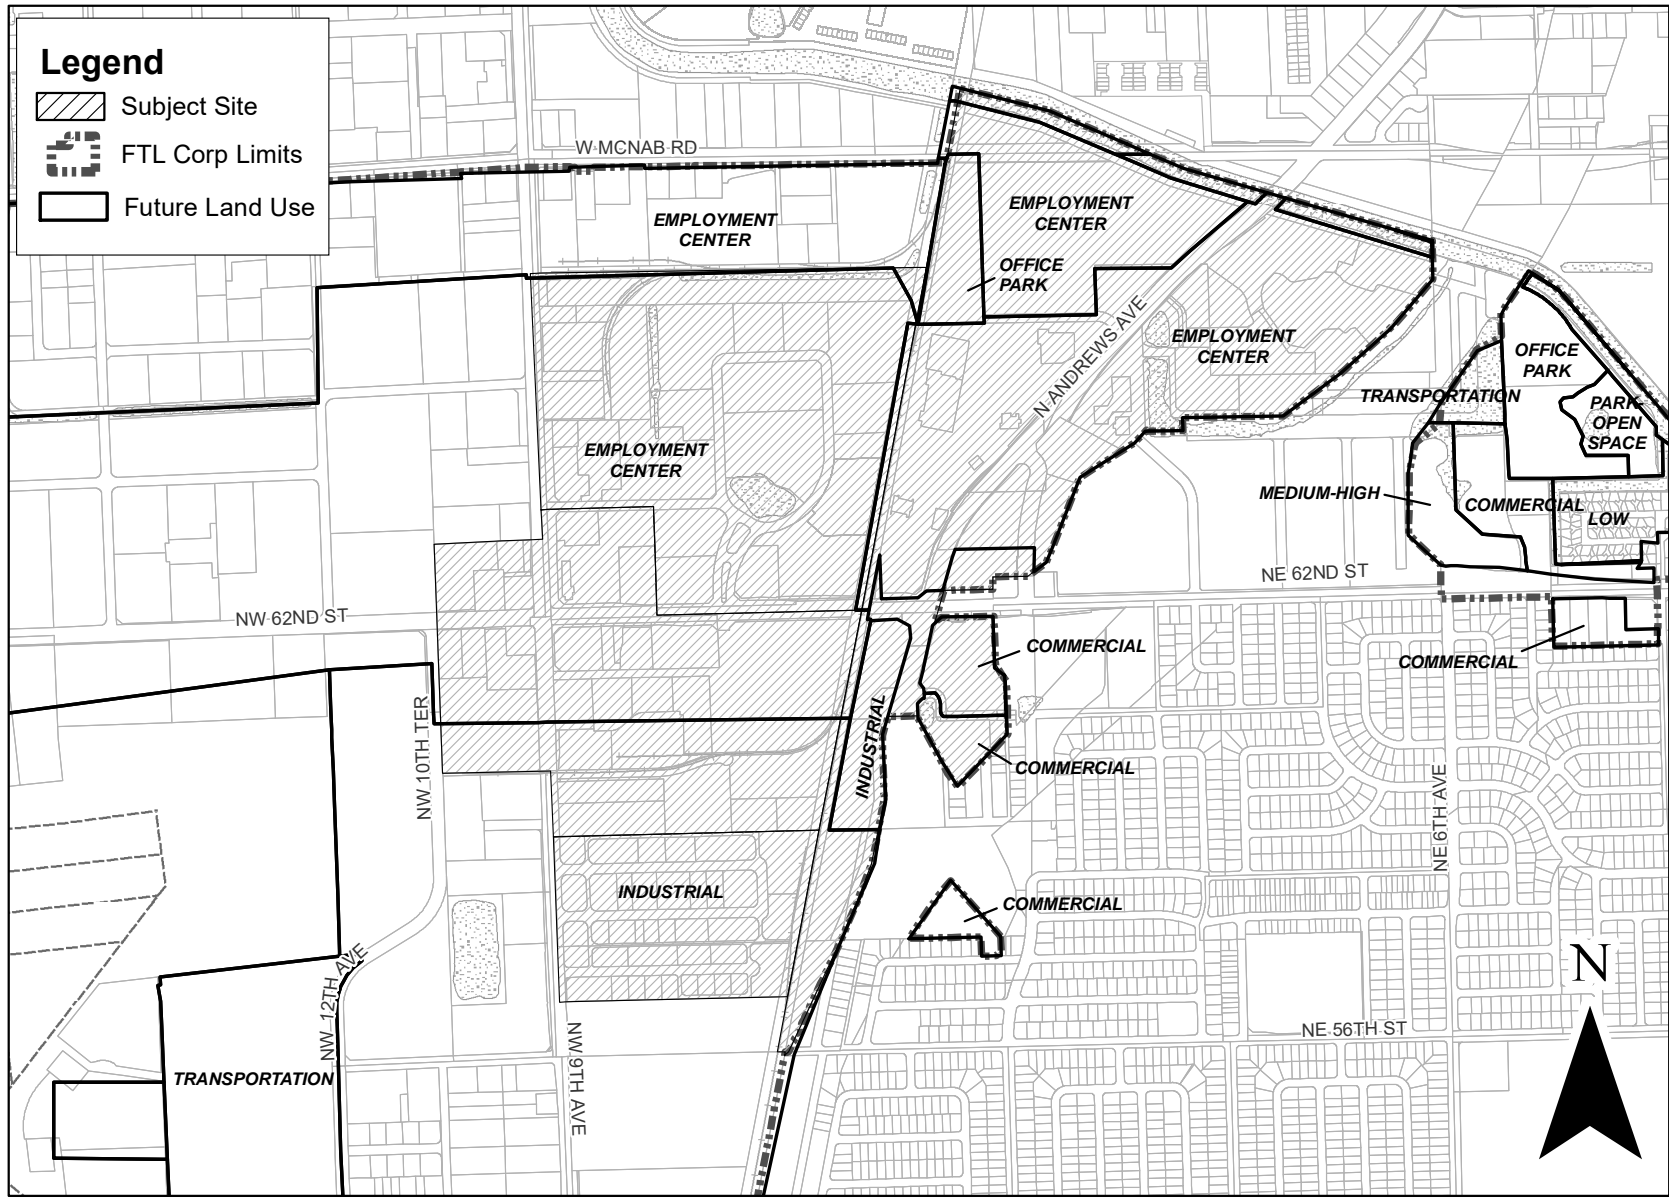 Legend
Subject Site
FTL Corp Limits
Future Land Use
W MCNAB RD
EMPLOYMENT
CENTER
EMPLOYMENT
CENTER
OFFICE
PARK
N ANDREWS AVE
EMPLOYMENT
CENTER
OFFICE
PARK
TRANSPORTATION
PARK-
OPEN
SPACE
EMPLOYMENT
CENTER
MEDIUM-HIGH
COMMERCIAL
LOW
NE 62ND ST
NW 62ND ST
COMMERCIAL
COMMERCIAL
INDUSTRIAL
NW 10TH TER
COMMERCIAL
NE 6TH AVE
INDUSTRIAL
COMMERCIAL
N
NW 12TH AVE
NE 56TH ST
NW 9TH AVE
TRANSPORTATION